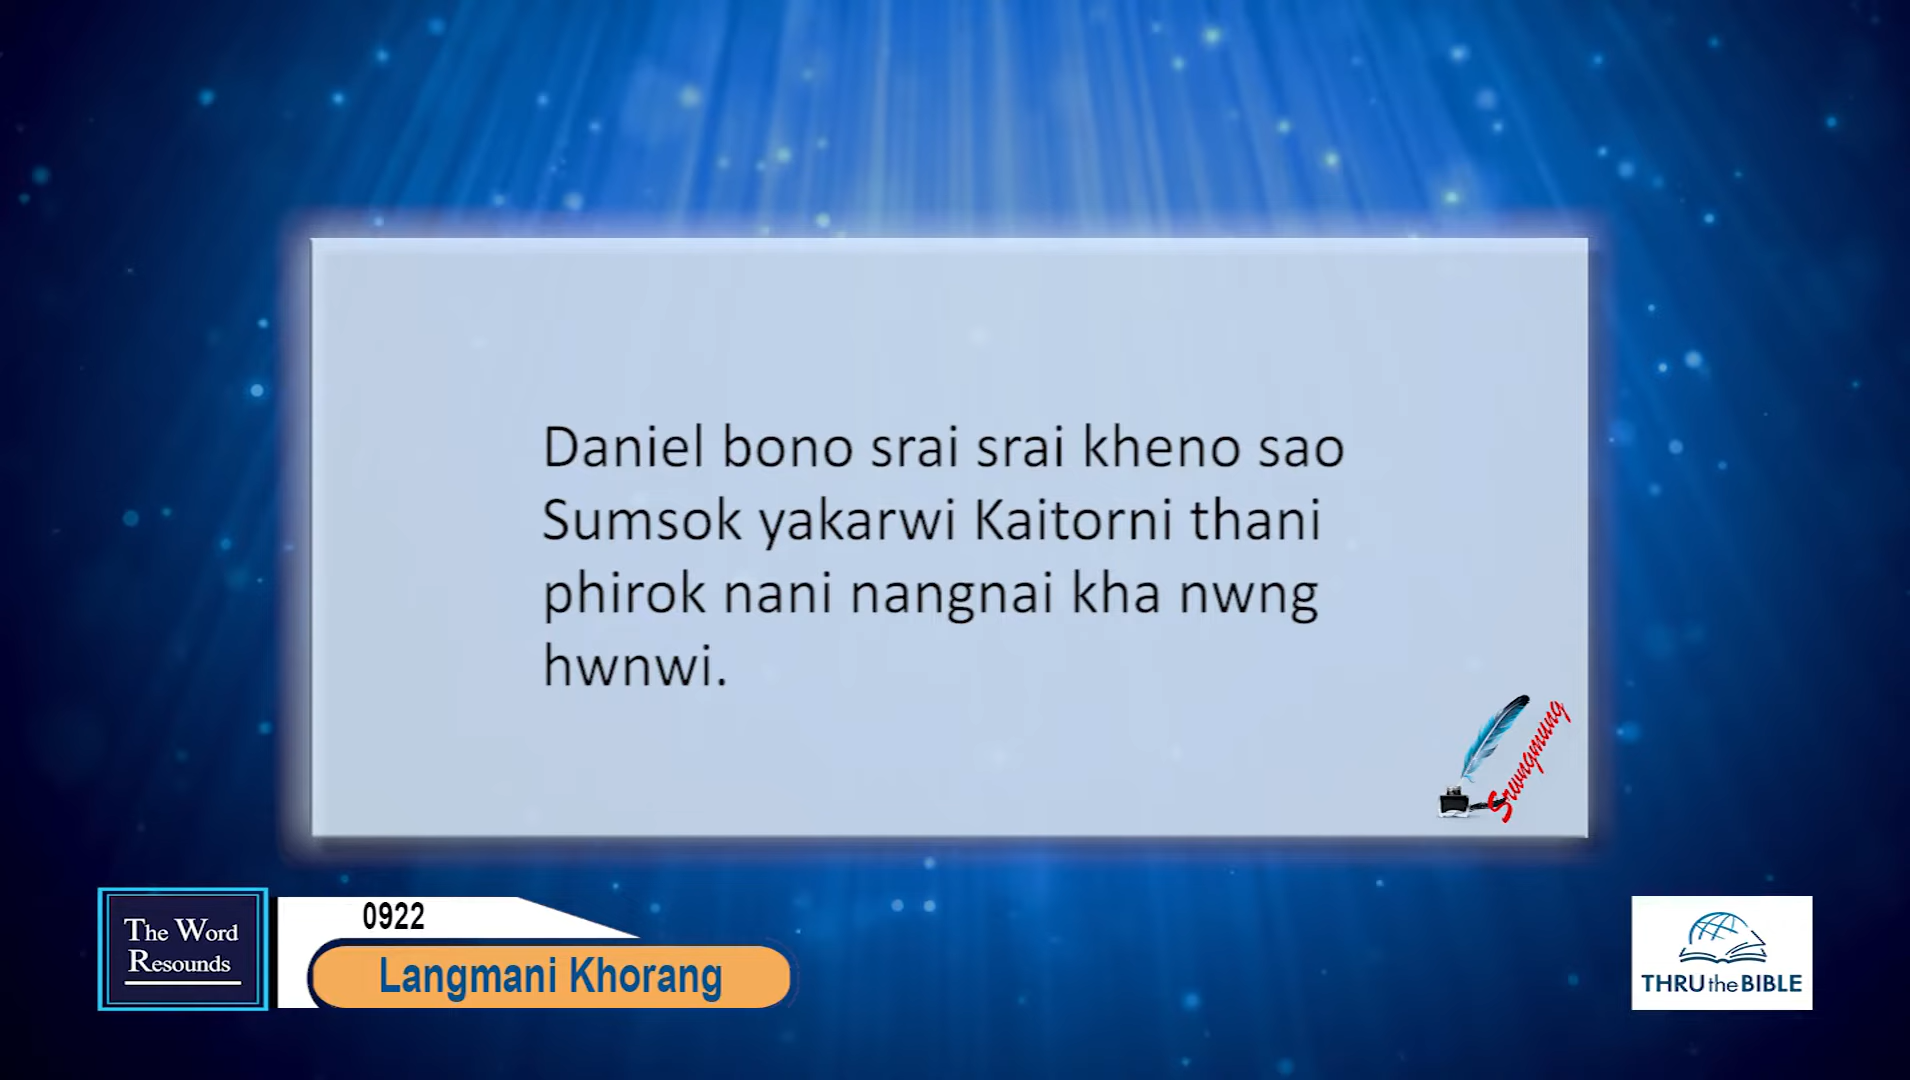 Daniel bono srai srai kheno sao
Sumsok yakarwi Kaitorni thani
phirok nani nangnai kha nwng
hwnwi.
Srwngmung
The Word
Resounds
0922
Langmani Khorang
THRU the BIBLE